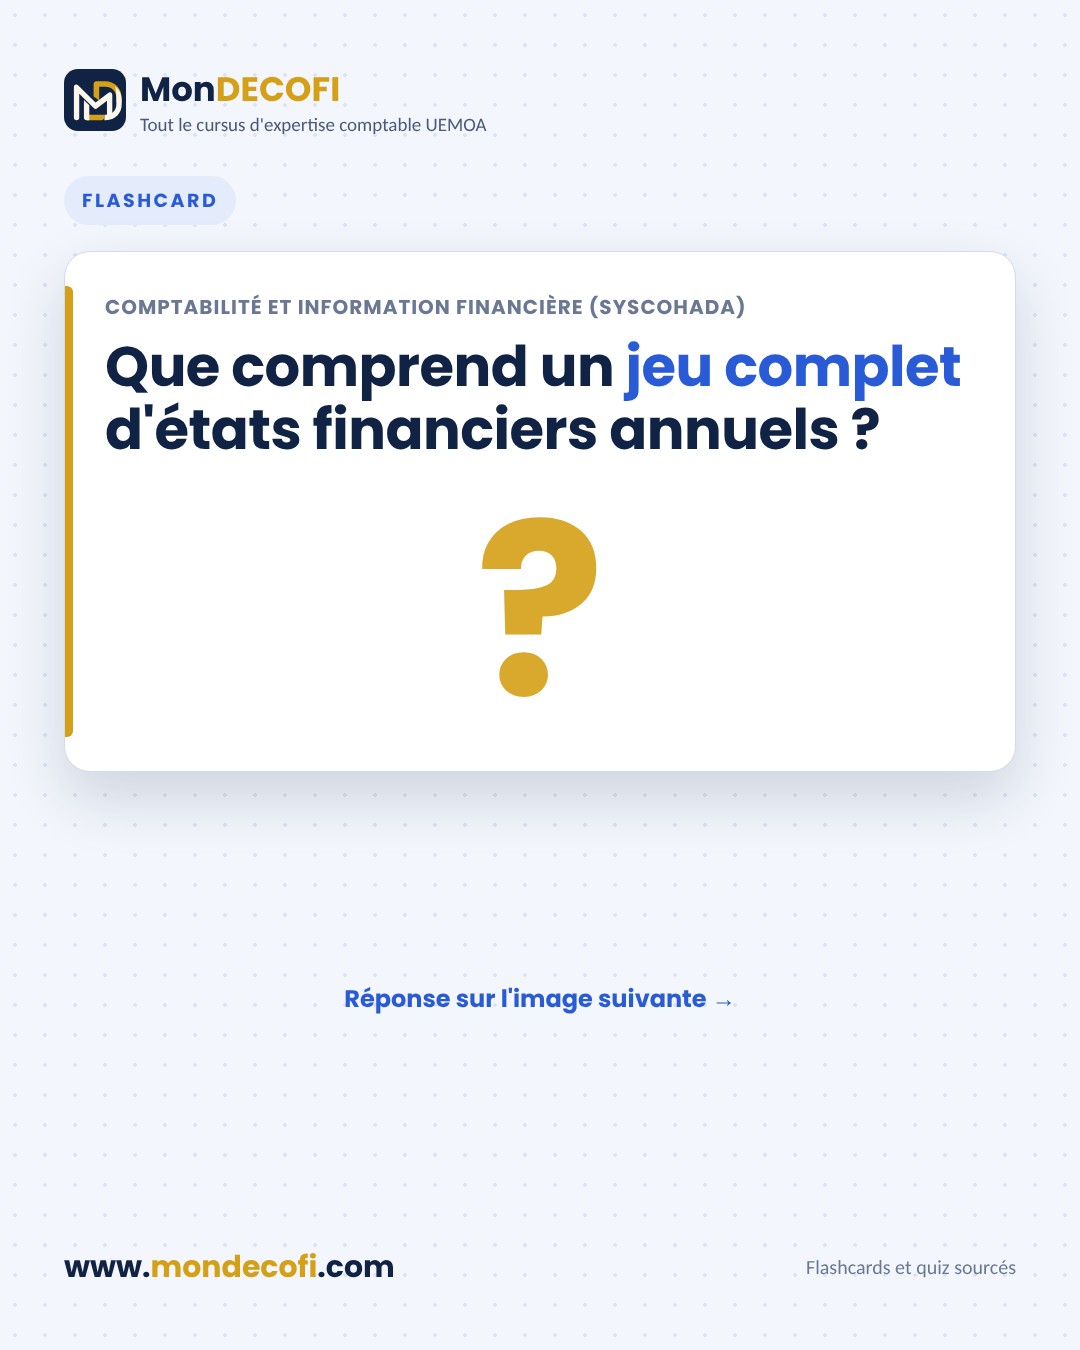 MonDECOFI
Tout le cursus d'expertise comptable UEMOA
FLASHCARD
COMPTABILITÉ ET INFORMATION FINANCIÈRE (SYSCOHADA)
Que comprend un jeu complet
d'états financiers annuels ?
?
Réponse sur l'image suivante →
www.mondecofi.com
Flashcards et quiz sourcés